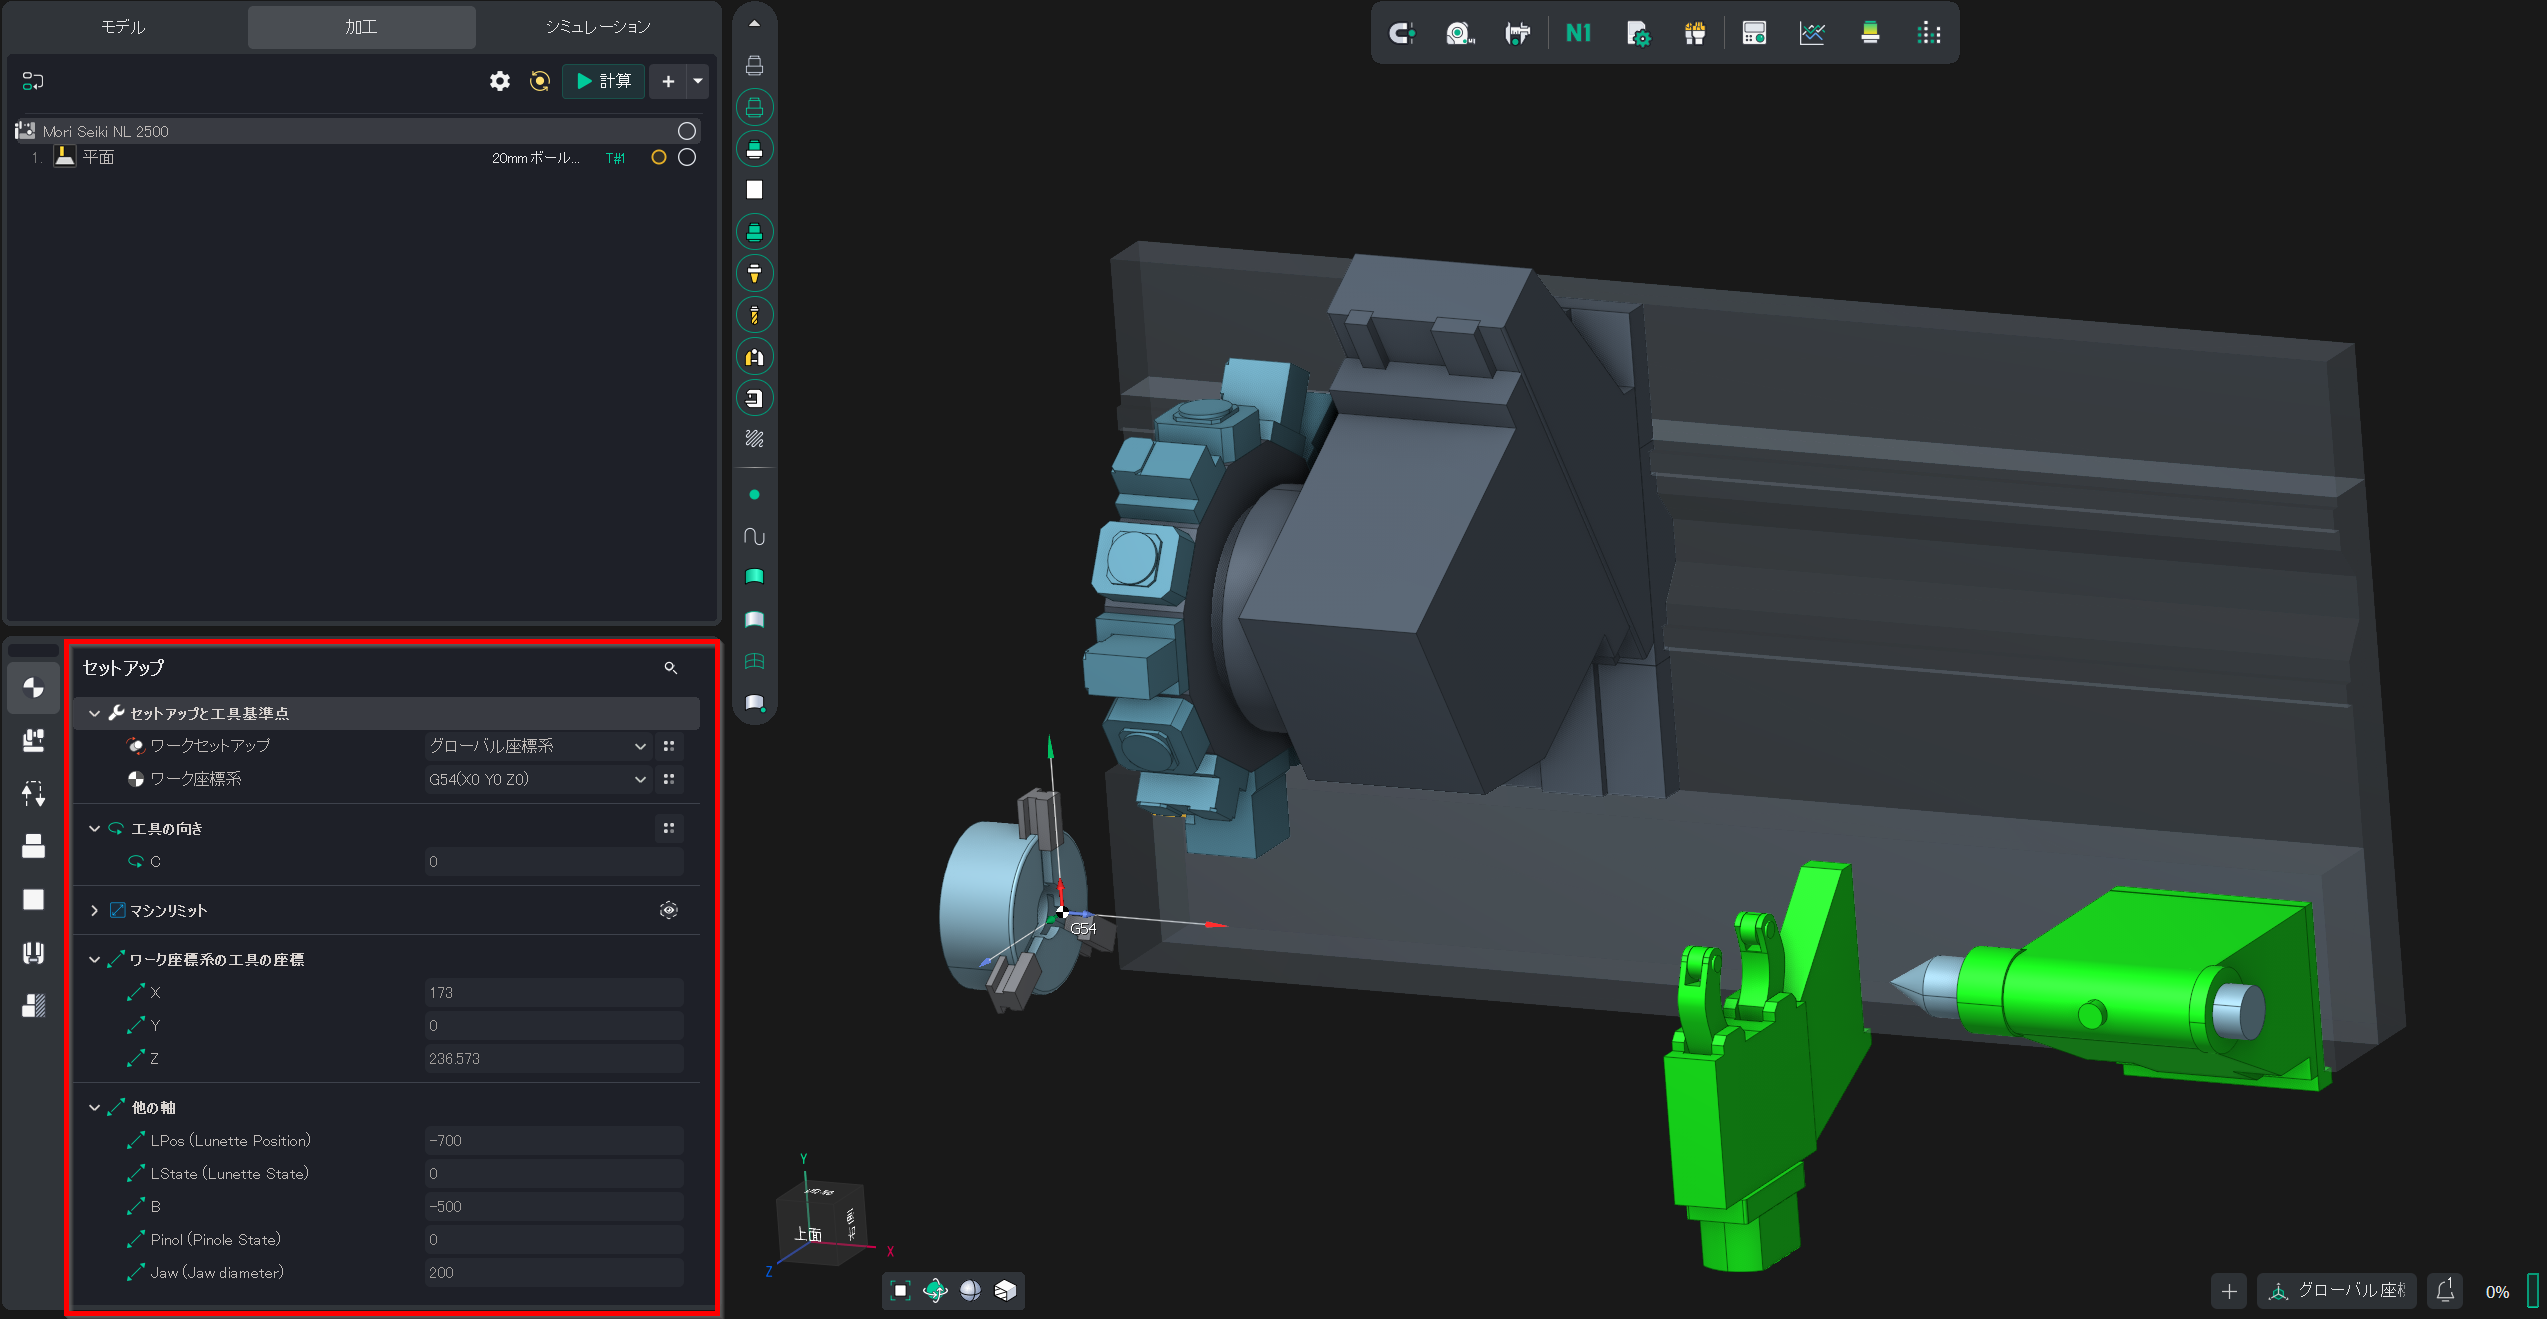 モデル
加工
シミュレーション
計算
Mori Seiki NL 2500
1. 平面 20mmボール... T#1
セットアップ
セットアップと工具基準点
ワークセットアップ グローバル座標系
ワーク座標系 G54(X0 Y0 Z0)
工具の向き
C 0
マシンリミット
ワーク座標系の工具の座標
X 173
Y 0
Z 236.573
他の軸
LPos (Lunette Position) -700
LState (Lunette State) 0
B -500
Pinol (Pinole State) 0
Jaw (Jaw diameter) 200
N1
G54
Y
上面
X
Z
グローバル座標
1
0%